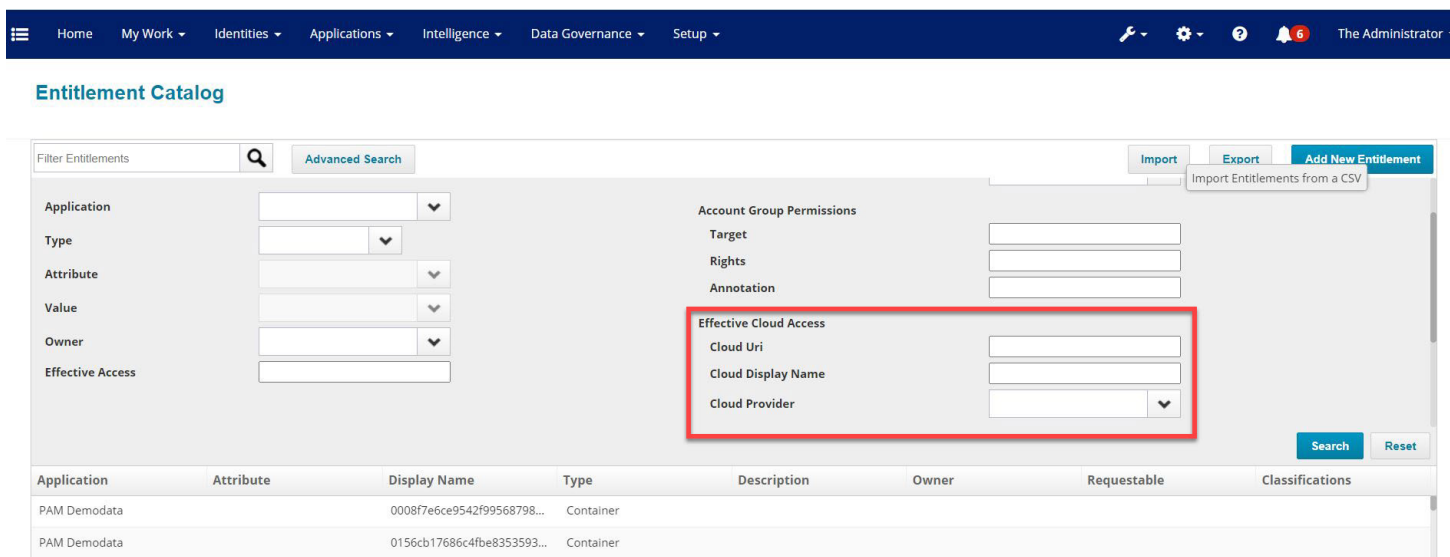 Home My Work Identities Applications Intelligence Data Governance Setup 6 The Administrator
Entitlement Catalog
Filter Entitlements Advanced Search Import Export Add New Entitlement
Import Entitlements from a CSV
Application
Type
Attribute
Value
Owner
Effective Access
Account Group Permissions
Target
Rights
Annotation
Effective Cloud Access
Cloud Uri
Cloud Display Name
Cloud Provider
Search Reset
Application Attribute Display Name Type Description Owner Requestable Classifications
PAM Demodata 0008f7e6ce9542f99568798... Container
PAM Demodata 0156cb17686c4fbe8353593... Container